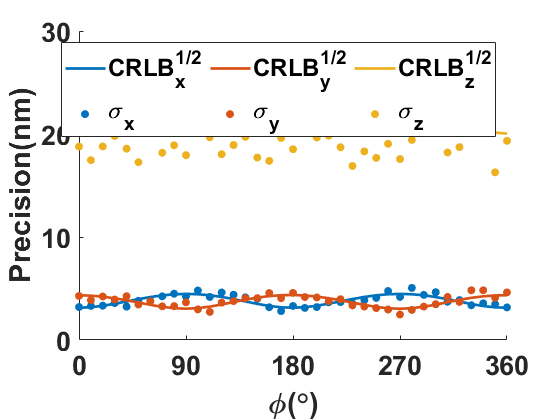 30
CRLB_x^1/2 CRLB_y^1/2 CRLB_z^1/2
σ_x σ_y σ_z
20
Precision(nm)
10
0
0 90 180 270 360
ϕ(°)